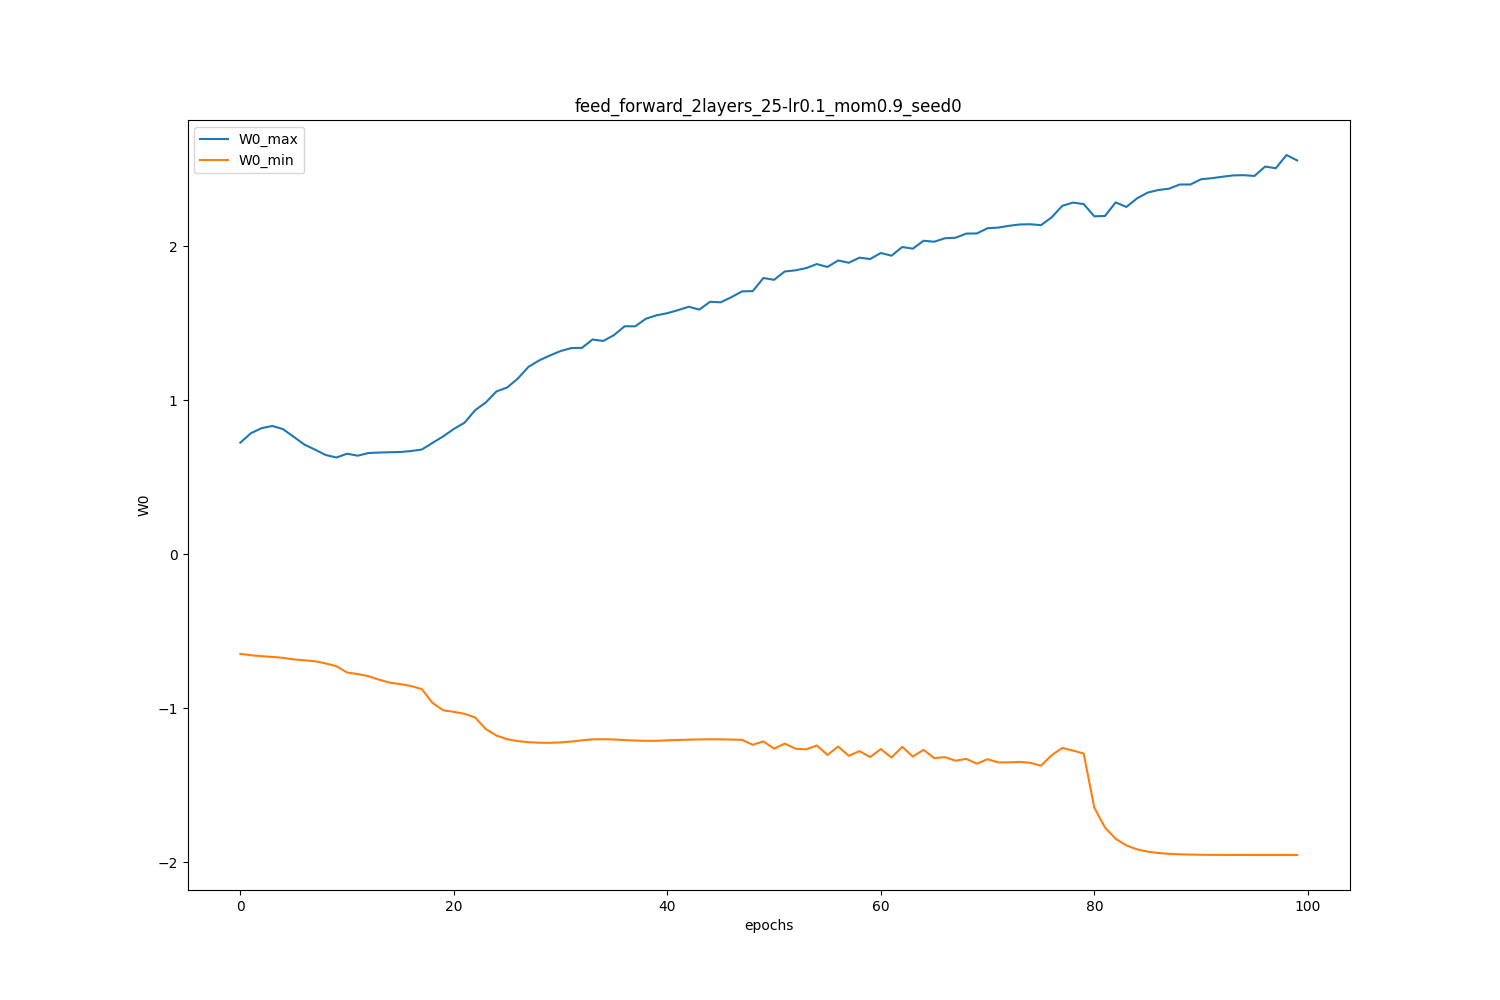 feed_forward_2layers_25-lr0.1_mom0.9_seed0
W0_max
W0_min
2
1
0
−1
−2
W0
0 20 40 60 80 100
epochs